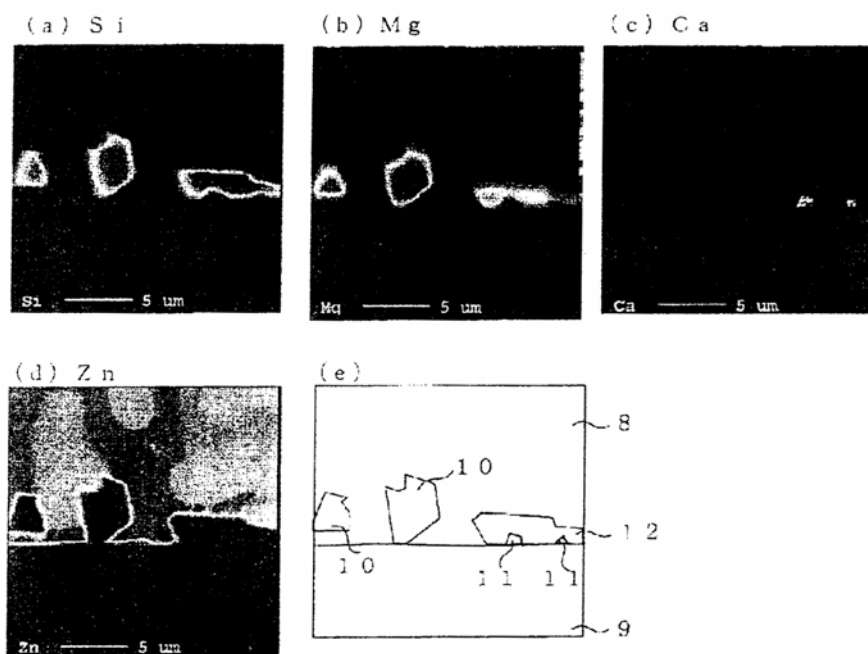 (a) Si
(b) Mg
(c) Ca
Si 5 um
Mg 5 um
Ca 5 um
(d) Zn
(e)
8
10
12
10
11
11
Zn 5 um
9